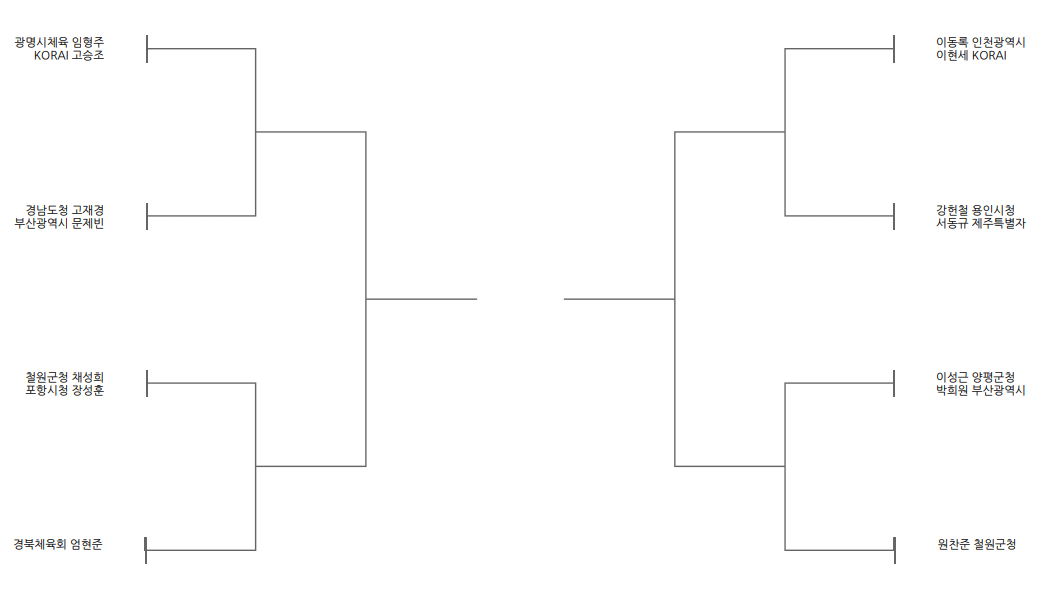 광명시체육 임형주
KORAI 고승조
경남도청 고재경
부산광역시 문제빈
철원군청 채성희
포항시청 장성훈
경북체육회 엄현준
이동록 인천광역시
이현세 KORAI
강헌철 용인시청
서동규 제주특별자
이성근 양평군청
박희원 부산광역시
원찬준 철원군청